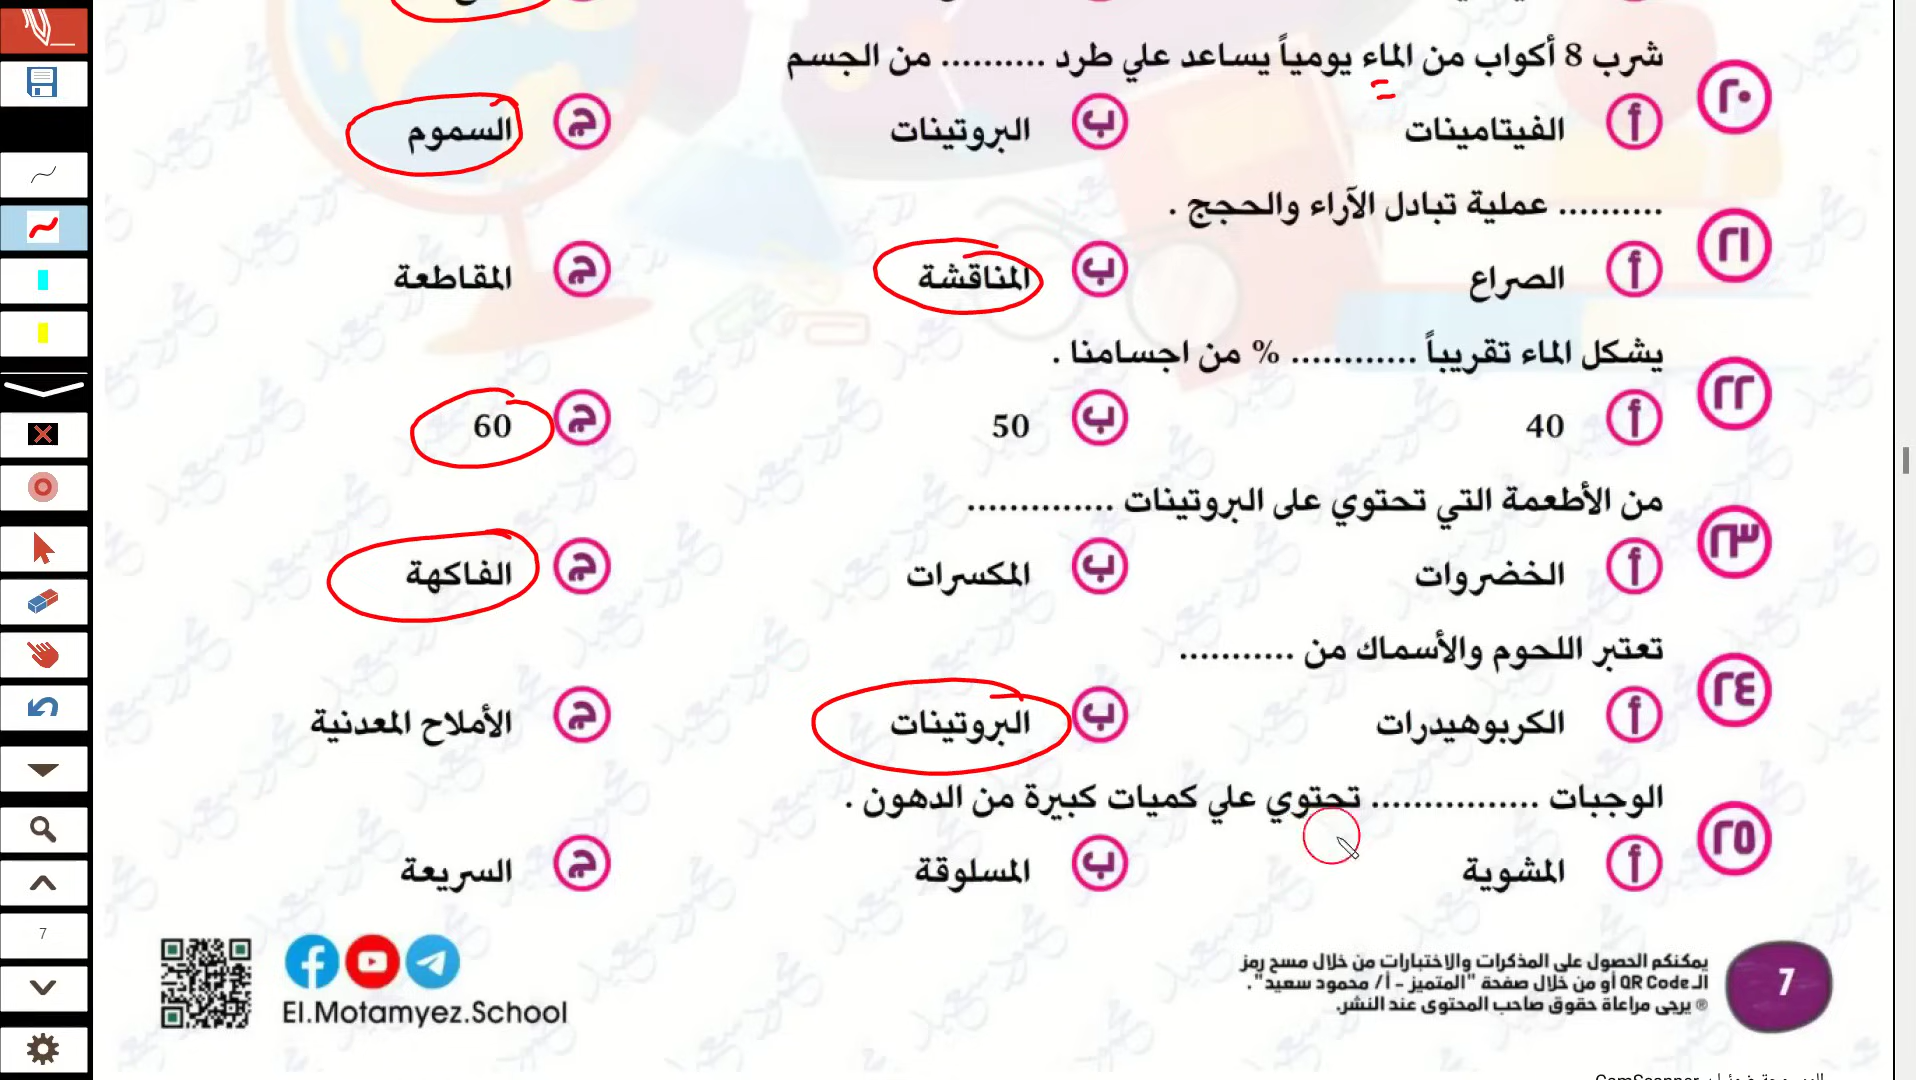 ٢٠ شرب 8 أكواب من الماء يومياً يساعد علي طرد .......... من الجسم
أ الفيتامينات ب البروتينات ج السموم
٢١ .......... عملية تبادل الآراء والحجج .
أ الصراع ب المناقشة ج المقاطعة
٢٢ يشكل الماء تقريباً ............ % من اجسامنا .
أ 40 ب 50 ج 60
٢٣ من الأطعمة التي تحتوي على البروتينات ..............
أ الخضروات ب المكسرات ج الفاكهة
٢٤ تعتبر اللحوم والأسماك من ...........
أ الكربوهيدرات ب البروتينات ج الأملاح المعدنية
٢٥ الوجبات ................ تحتوي علي كميات كبيرة من الدهون .
أ المشوية ب المسلوقة ج السريعة
يمكنكم الحصول على المذكرات والاختبارات من خلال مسح رمز
الـ QR Code أو من خلال صفحة "المتميز - أ/ محمود سعيد".
® يرجى مراعاة حقوق صاحب المحتوى عند النشر.
7
El.Motamyez.School
7
CamScanner